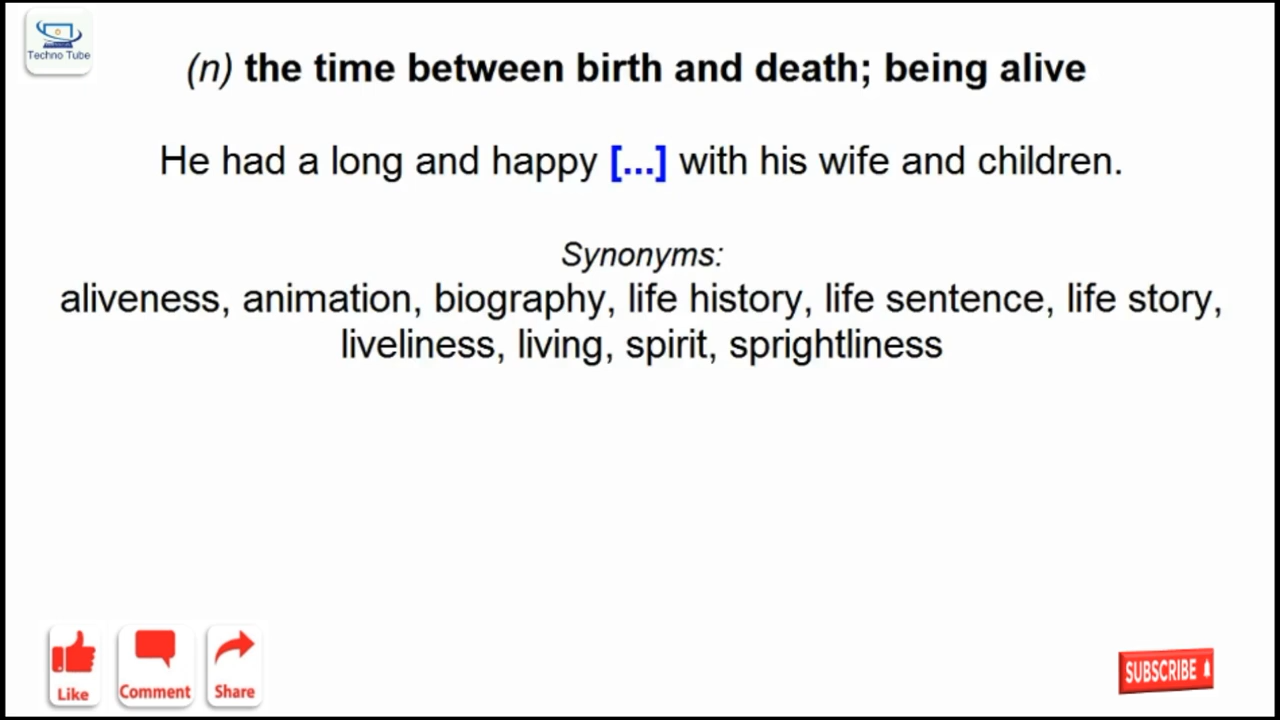 Techno Tube
(n) the time between birth and death; being alive
He had a long and happy [...] with his wife and children.
Synonyms:
aliveness, animation, biography, life history, life sentence, life story,
liveliness, living, spirit, sprightliness
Like
Comment
Share
SUBSCRIBE